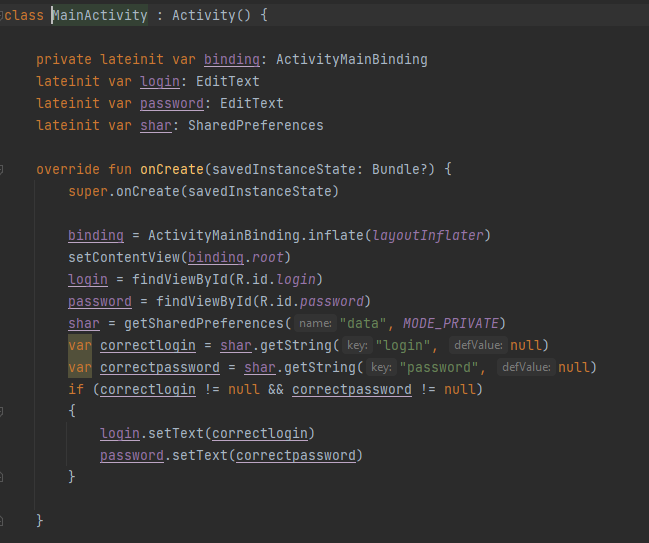 class MainActivity : Activity() {
private lateinit var binding: ActivityMainBinding
lateinit var login: EditText
lateinit var password: EditText
lateinit var shar: SharedPreferences
override fun onCreate(savedInstanceState: Bundle?) {
super.onCreate(savedInstanceState)
binding = ActivityMainBinding.inflate(layoutInflater)
setContentView(binding.root)
login = findViewById(R.id.login)
password = findViewById(R.id.password)
shar = getSharedPreferences( name: "data", MODE_PRIVATE)
var correctlogin = shar.getString( key: "login", defValue: null)
var correctpassword = shar.getString( key: "password", defValue: null)
if (correctlogin != null && correctpassword != null)
{
login.setText(correctlogin)
password.setText(correctpassword)
}
}